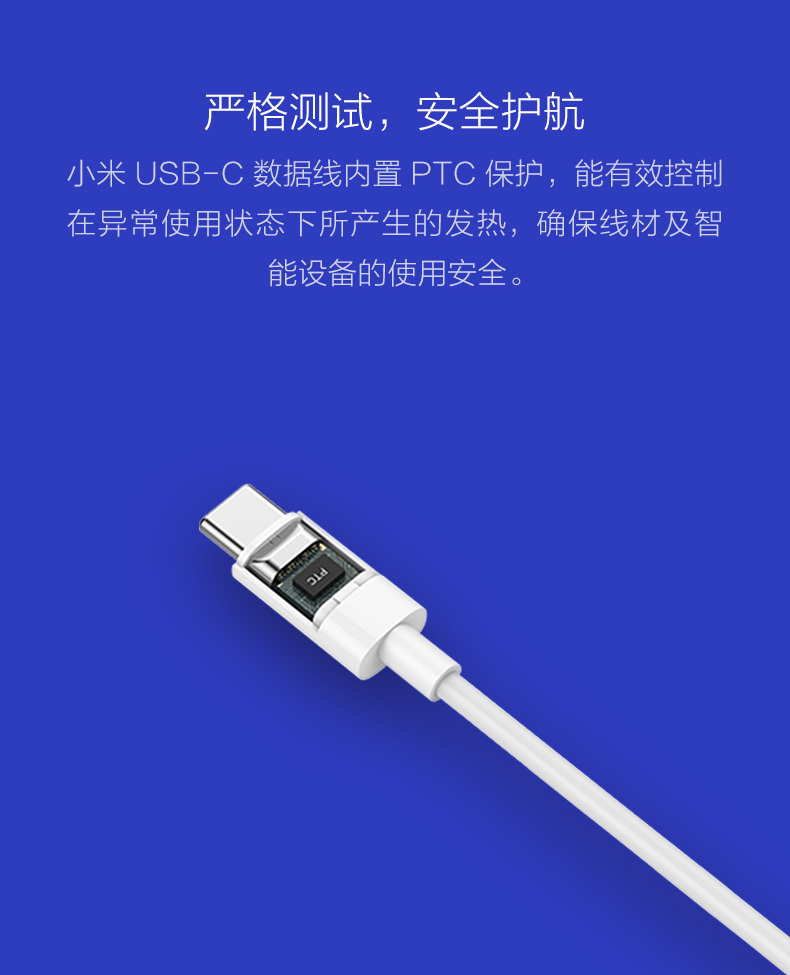 严格测试，安全护航
小米 USB-C 数据线内置 PTC 保护，能有效控制
在异常使用状态下所产生的发热，确保线材及智
能设备的使用安全。
PTC